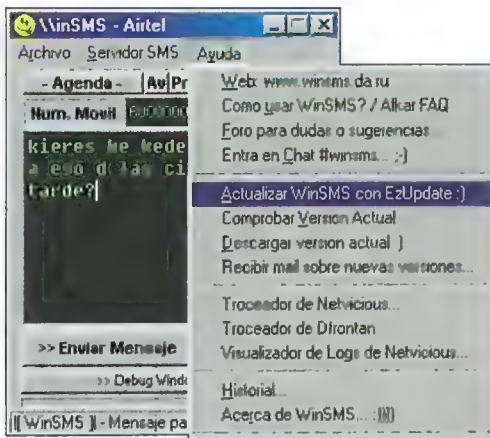 \\inSMS - Airtel
Archivo Servidor SMS Ayuda
- Agenda - Av Pr
Num. Movil
kieres ke kede
a eso de las ci
tarde?
>> Enviar Mensaje
>> Debug Windo
[[ WinSMS ]] - Mensaje pa
Web: www.winsms.da.ru
Como usar WinSMS? / Alkar FAQ
Foro para dudas o sugerencias
Entra en Chat #winsms... ;-)
Actualizar WinSMS con EzUpdate :)
Comprobar Version Actual
Descargar version actual )
Recibir mail sobre nuevas versiones...
Troceador de Netvicious...
Troceador de Dfrontan
Visualizador de Logs de Netvicious...
Historial...
Acerca de WinSMS...